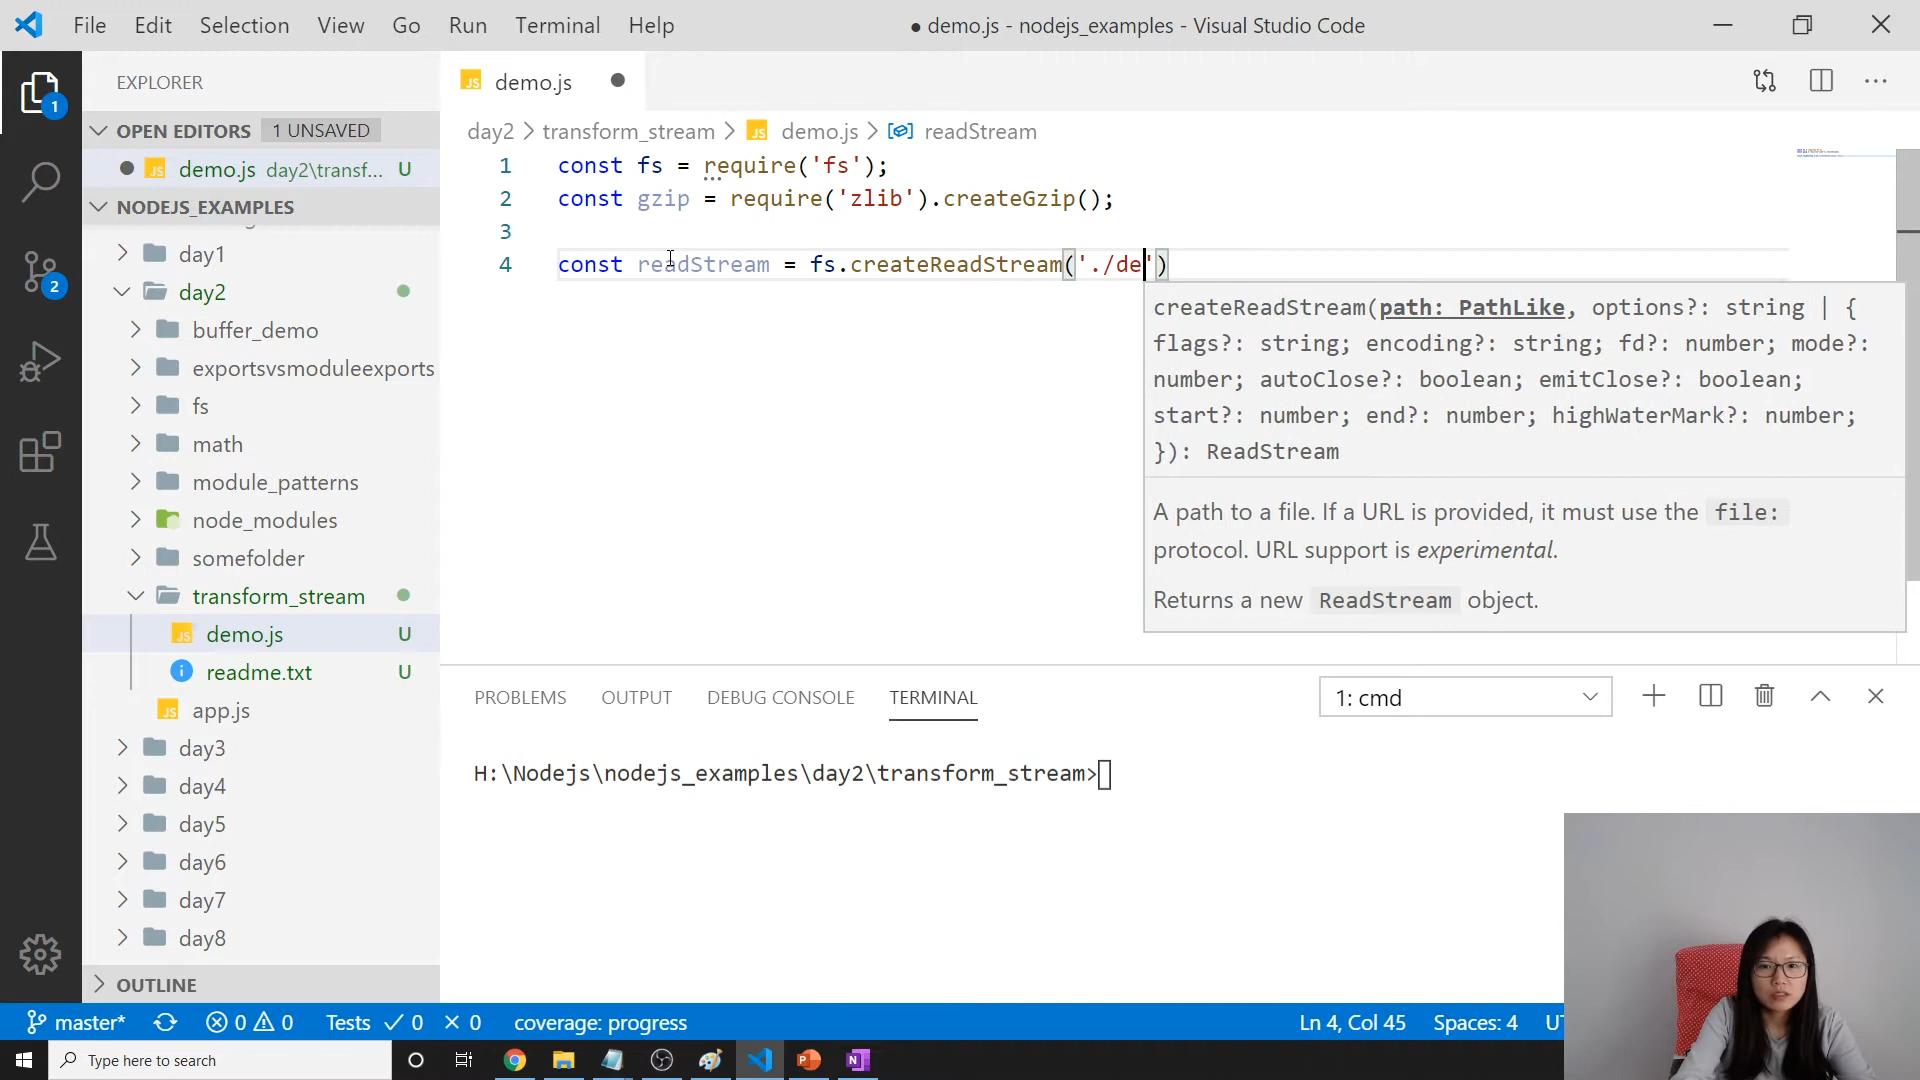 File Edit Selection View Go Run Terminal Help
● demo.js - nodejs_examples - Visual Studio Code
EXPLORER
OPEN EDITORS 1 UNSAVED
demo.js day2\transf... U
NODEJS_EXAMPLES
day1
day2
buffer_demo
exportsvsmoduleexports
fs
math
module_patterns
node_modules
somefolder
transform_stream
demo.js U
readme.txt U
app.js
day3
day4
day5
day6
day7
day8
OUTLINE
1
2
JS demo.js
day2 > transform_stream > JS demo.js > readStream
1 const fs = require('fs');
2 const gzip = require('zlib').createGzip();
3
4 const readStream = fs.createReadStream('./de')
createReadStream(path: PathLike, options?: string | {
flags?: string; encoding?: string; fd?: number; mode?:
number; autoClose?: boolean; emitClose?: boolean;
start?: number; end?: number; highWaterMark?: number;
}): ReadStream
A path to a file. If a URL is provided, it must use the file:
protocol. URL support is experimental.
Returns a new ReadStream object.
PROBLEMS OUTPUT DEBUG CONSOLE TERMINAL 1: cmd
H:\Nodejs\nodejs_examples\day2\transform_stream>
master* 0 0 Tests ✓ 0 × 0 coverage: progress Ln 4, Col 45 Spaces: 4
Type here to search